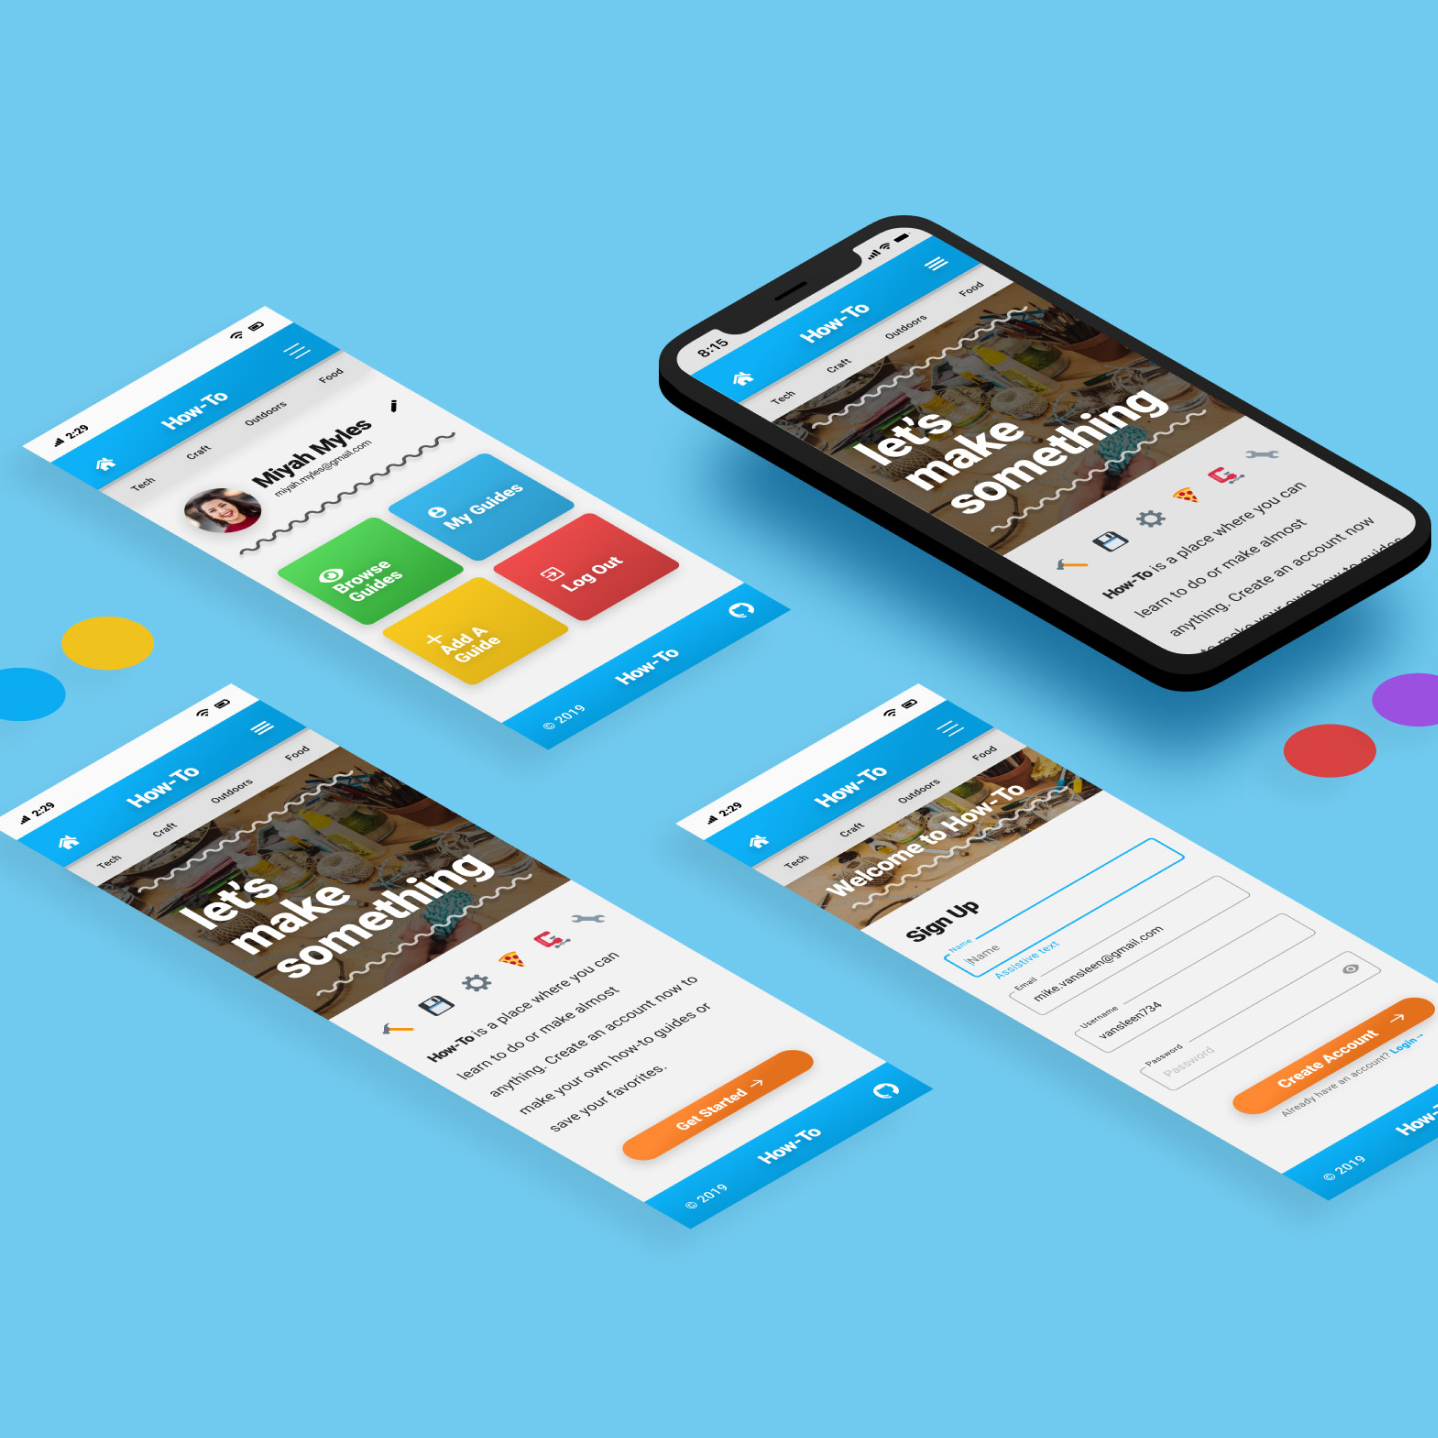 2:29
How-To
Tech
Craft
Outdoors
Food
Miyah Myles
miyah.myles@gmail.com
Browse
Guides
My Guides
Add A
Guide
Log Out
© 2019
How-To
8:15
How-To
Tech
Craft
Outdoors
Food
let's
make
something
How-To is a place where you can
learn to do or make almost
anything. Create an account now
to make your own how-to guides
2:29
How-To
Tech
Craft
Outdoors
Food
let's
make
something
How-To is a place where you can
learn to do or make almost
anything. Create an account now to
make your own how-to guides or
save your favorites.
Get Started →
© 2019
How-To
2:29
How-To
Tech
Craft
Outdoors
Food
Welcome to How-To
Sign Up
Name
Name
Assistive text
Email
mike.vansleen@gmail.com
Username
vansleen734
Password
Password
Create Account →
Already have an account? Login→
© 2019
How-T